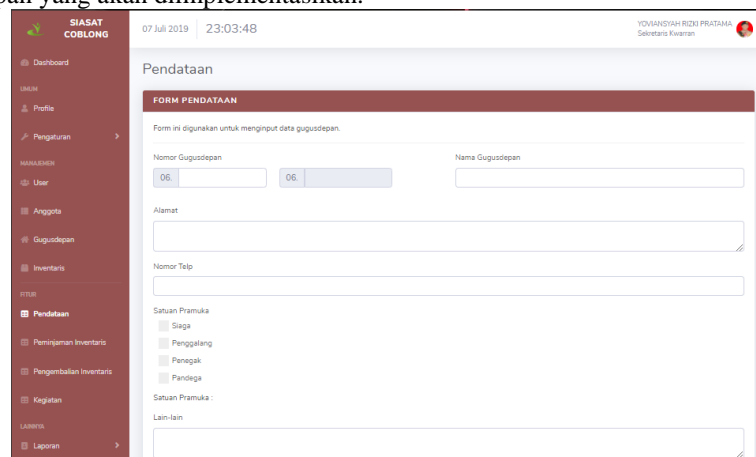 yang akan diimplementasikan.
SIASAT
COBLONG
07 Juli 2019 23:03:48
YOVIANSYAH RIZKI PRATAMA
Sekretaris Kwarran
Dashboard
UMUM
Profile
Pengaturan
MANAJEMEN
User
Anggota
Gugusdepan
Inventaris
FITUR
Pendataan
Peminjaman Inventaris
Pengembalian Inventaris
Kegiatan
LAINNYA
Laporan
Pendataan
FORM PENDATAAN
Form ini digunakan untuk menginput data gugusdepan.
Nomor Gugusdepan
Nama Gugusdepan
06. 06.
Alamat
Nomor Telp
Satuan Pramuka
Siaga
Penggalang
Penegak
Pandega
Satuan Pramuka :
Lain-lain